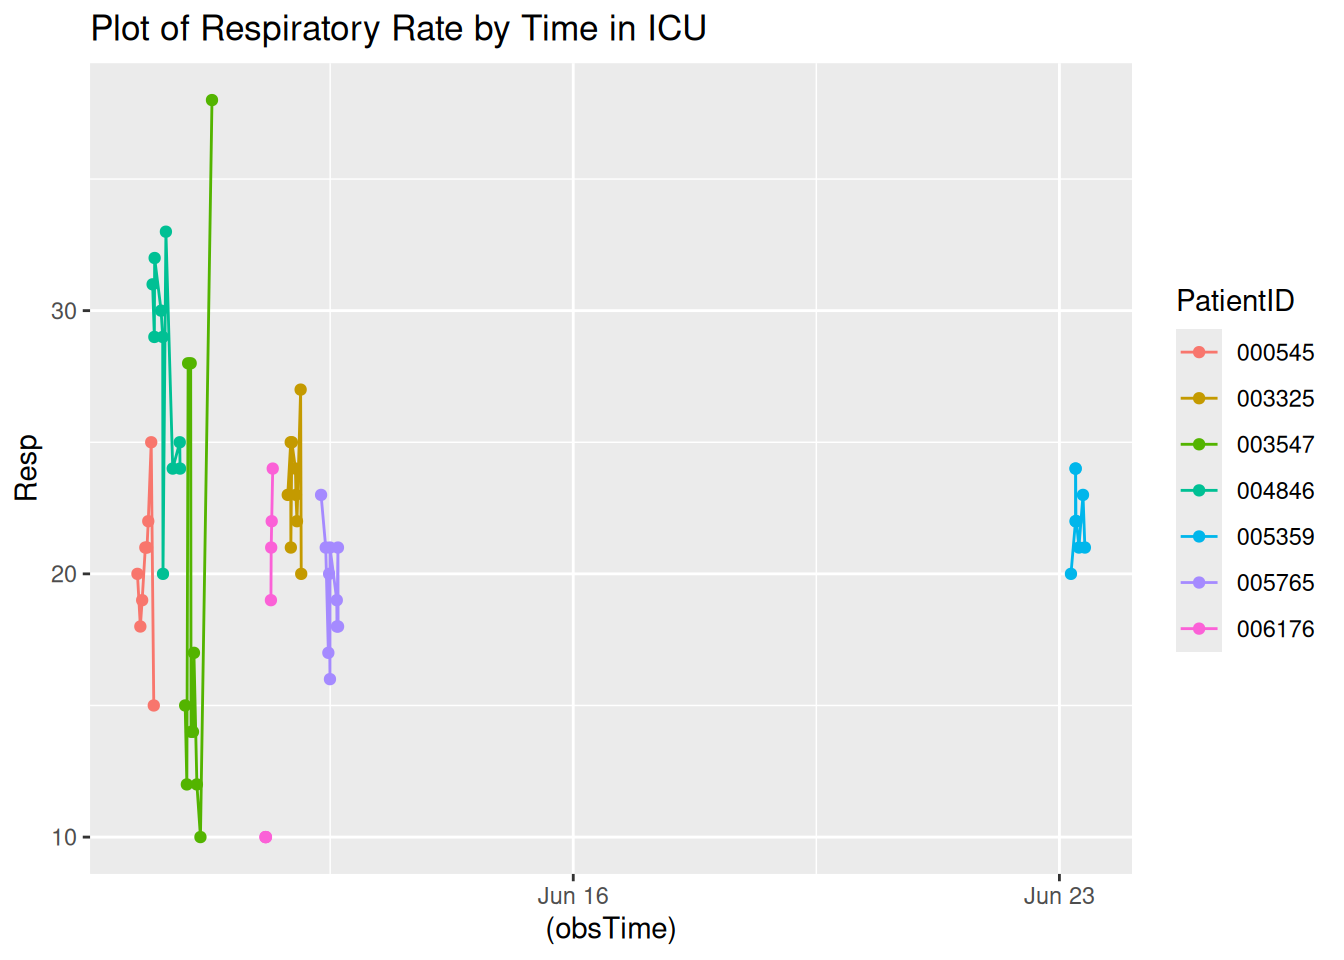 Plot of Respiratory Rate by Time in ICU
30
20
10
Resp
Jun 16
Jun 23
(obsTime)
PatientID
000545
003325
003547
004846
005359
005765
006176